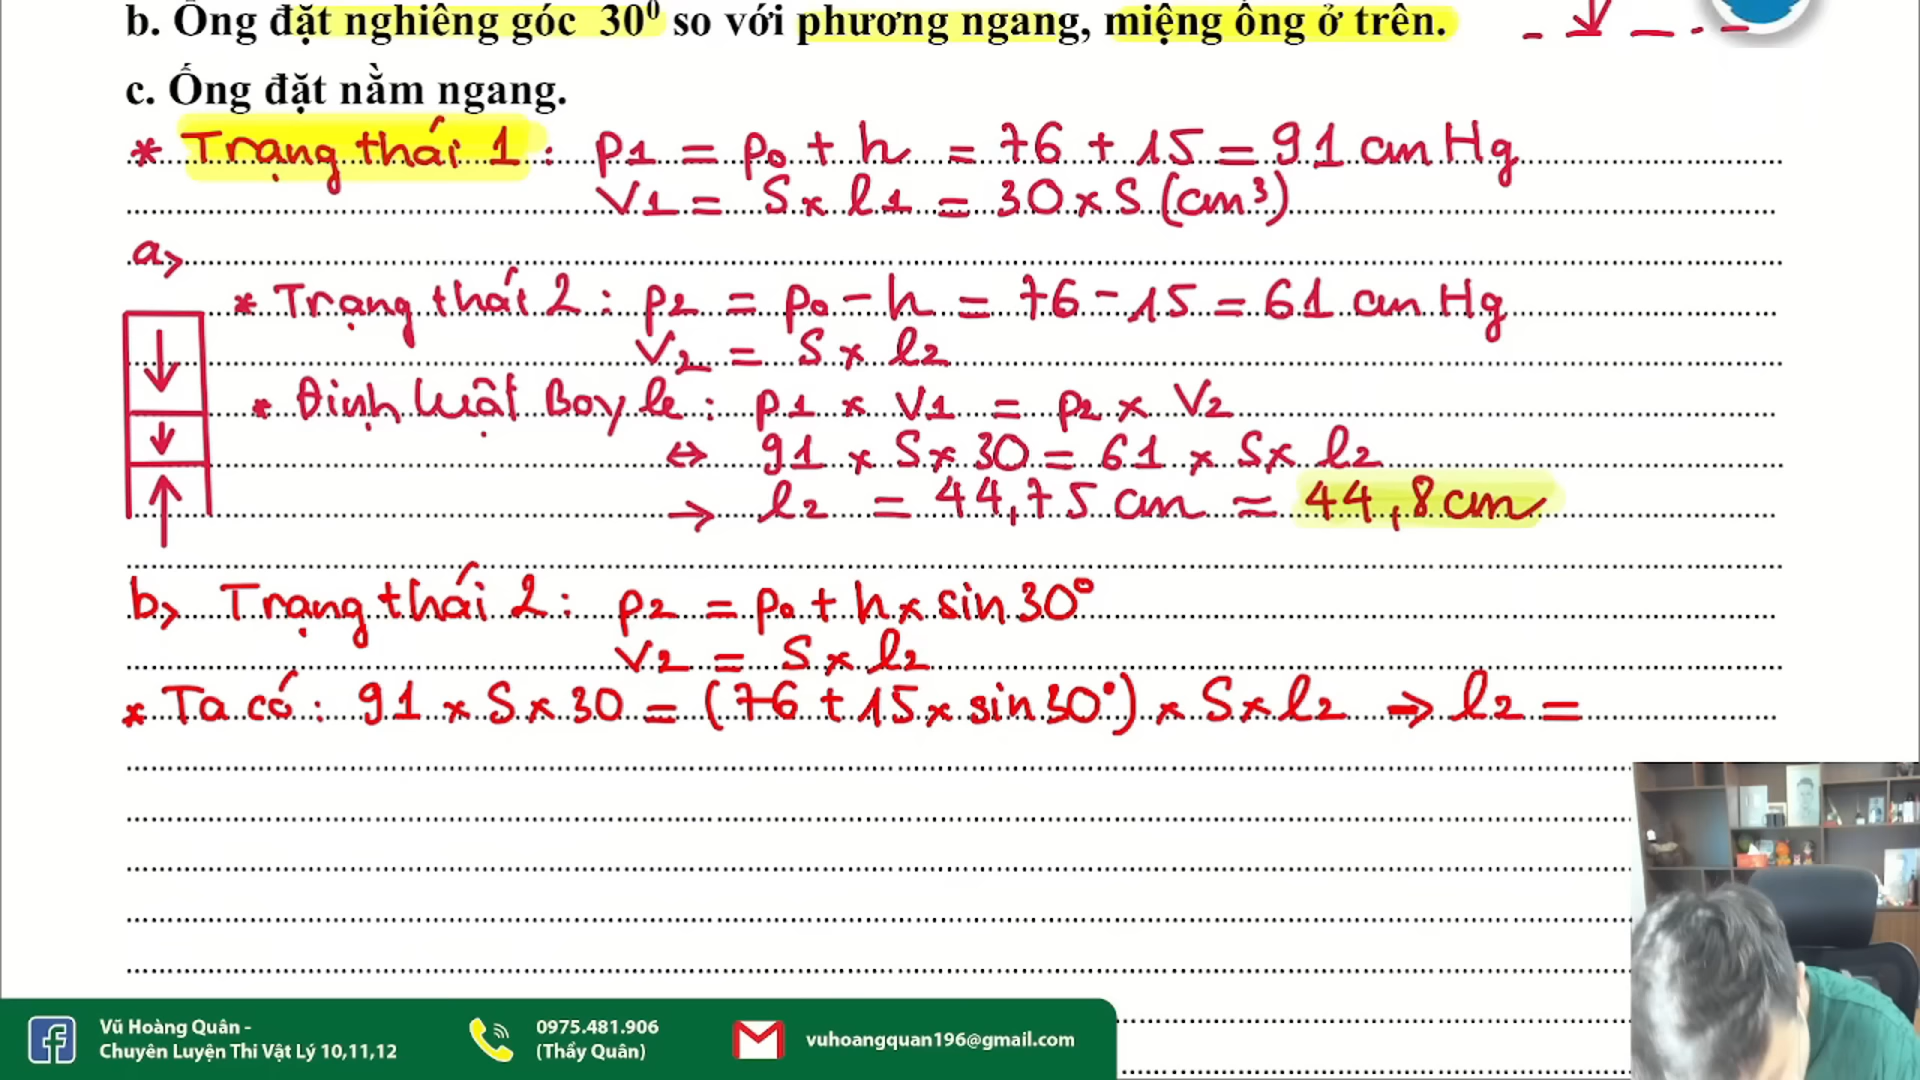 b. Ống đặt nghiêng góc 30⁰ so với phương ngang, miệng ống ở trên.
c. Ống đặt nằm ngang.
* Trạng thái 1 : p1 = p₀ + h = 76 + 15 = 91 cmHg
V1 = S x l1 = 30 x S (cm³)
a>
* Trạng thái 2 : p2 = p₀ - h = 76 - 15 = 61 cmHg
V2 = S x l2
* Định luật Boyle : p1 x V1 = p2 x V2
⇔ 91 x S x 30 = 61 x S x l2
→ l2 = 44,75 cm ≈ 44,8 cm
b> Trạng thái 2 : p2 = p₀ + h x sin 30°
V2 = S x l2
* Ta có : 91 x S x 30 = (76 + 15 x sin 30°) x S x l2 → l2 =
Vũ Hoàng Quân -
Chuyên Luyện Thi Vật Lý 10,11,12
0975.481.906
(Thầy Quân)
vuhoangquan196@gmail.com